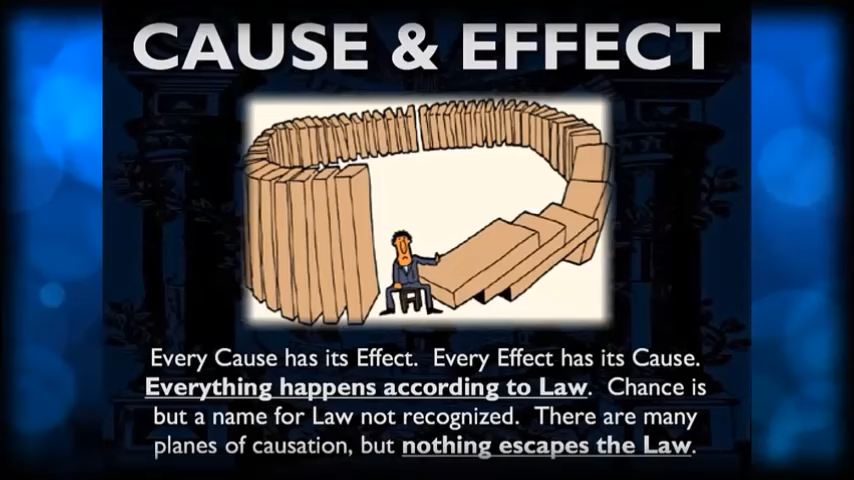 CAUSE & EFFECT
Every Cause has its Effect. Every Effect has its Cause.
Everything happens according to Law. Chance is
but a name for Law not recognized. There are many
planes of causation, but nothing escapes the Law.